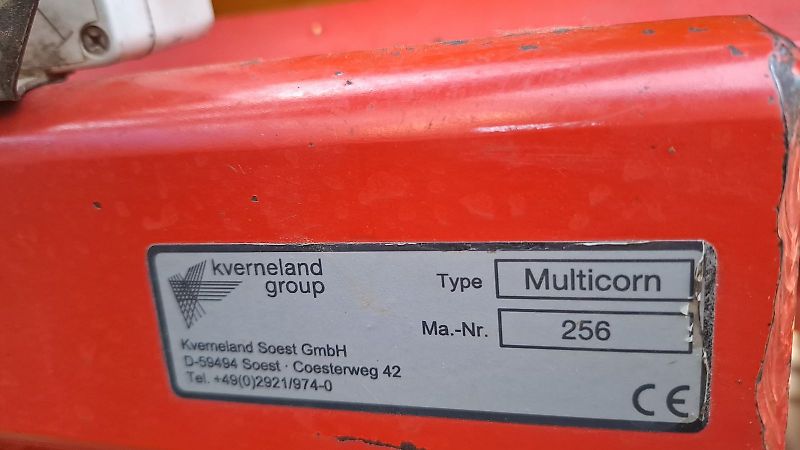 kverneland
group
Type Multicorn
Ma.-Nr. 256
Kverneland Soest GmbH
D-59494 Soest · Coesterweg 42
Tel. +49(0)2921/974-0
CE